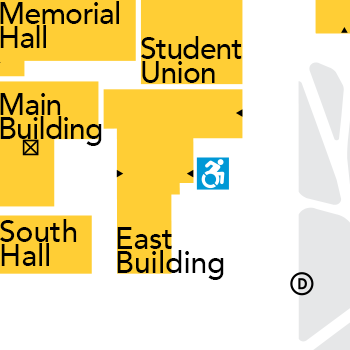 Memorial
Hall
Student
Union
Main
Building
South
Hall
East
Building
D